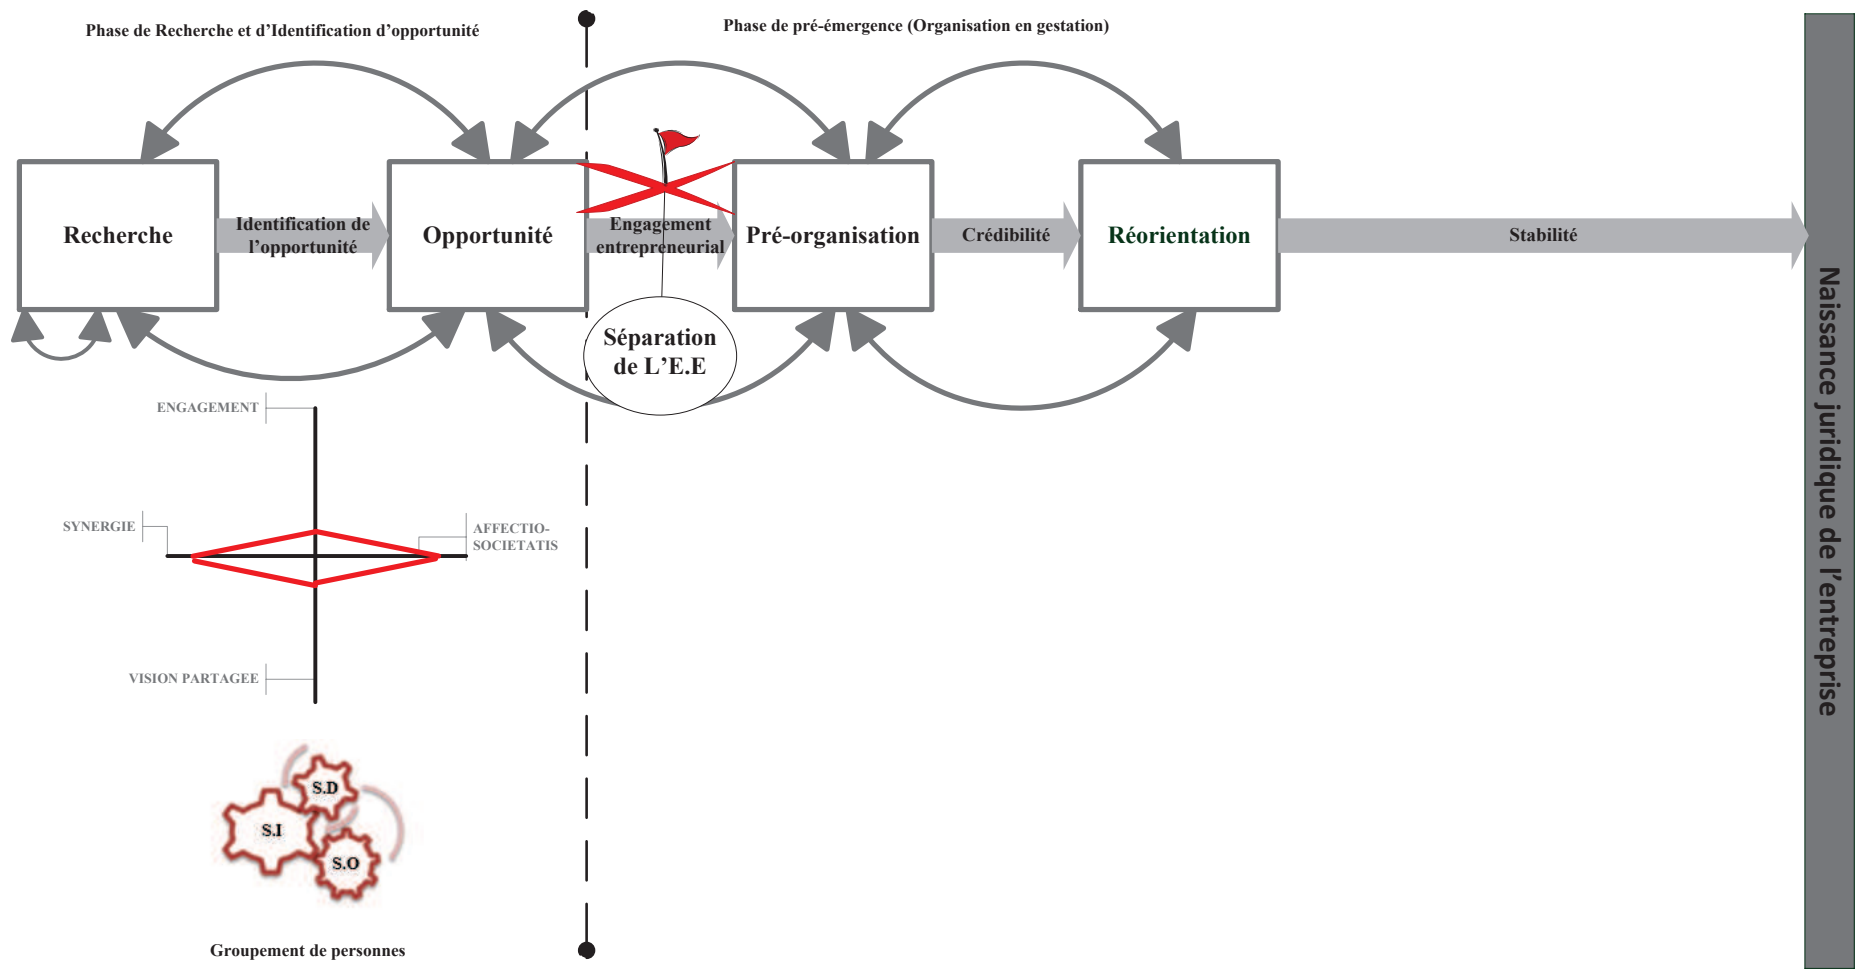 Phase de Recherche et d’Identification d’opportunité
Phase de pré-émergence (Organisation en gestation)
Recherche
Identification de
l’opportunité
Opportunité
Engagement
entrepreneurial
Pré-organisation
Crédibilité
Réorientation
Stabilité
Naissance juridique de l’entreprise
Séparation
de L’E.E
ENGAGEMENT
SYNERGIE
AFFECTIO-
SOCIETATIS
VISION PARTAGEE
S.D
S.I
S.O
Groupement de personnes